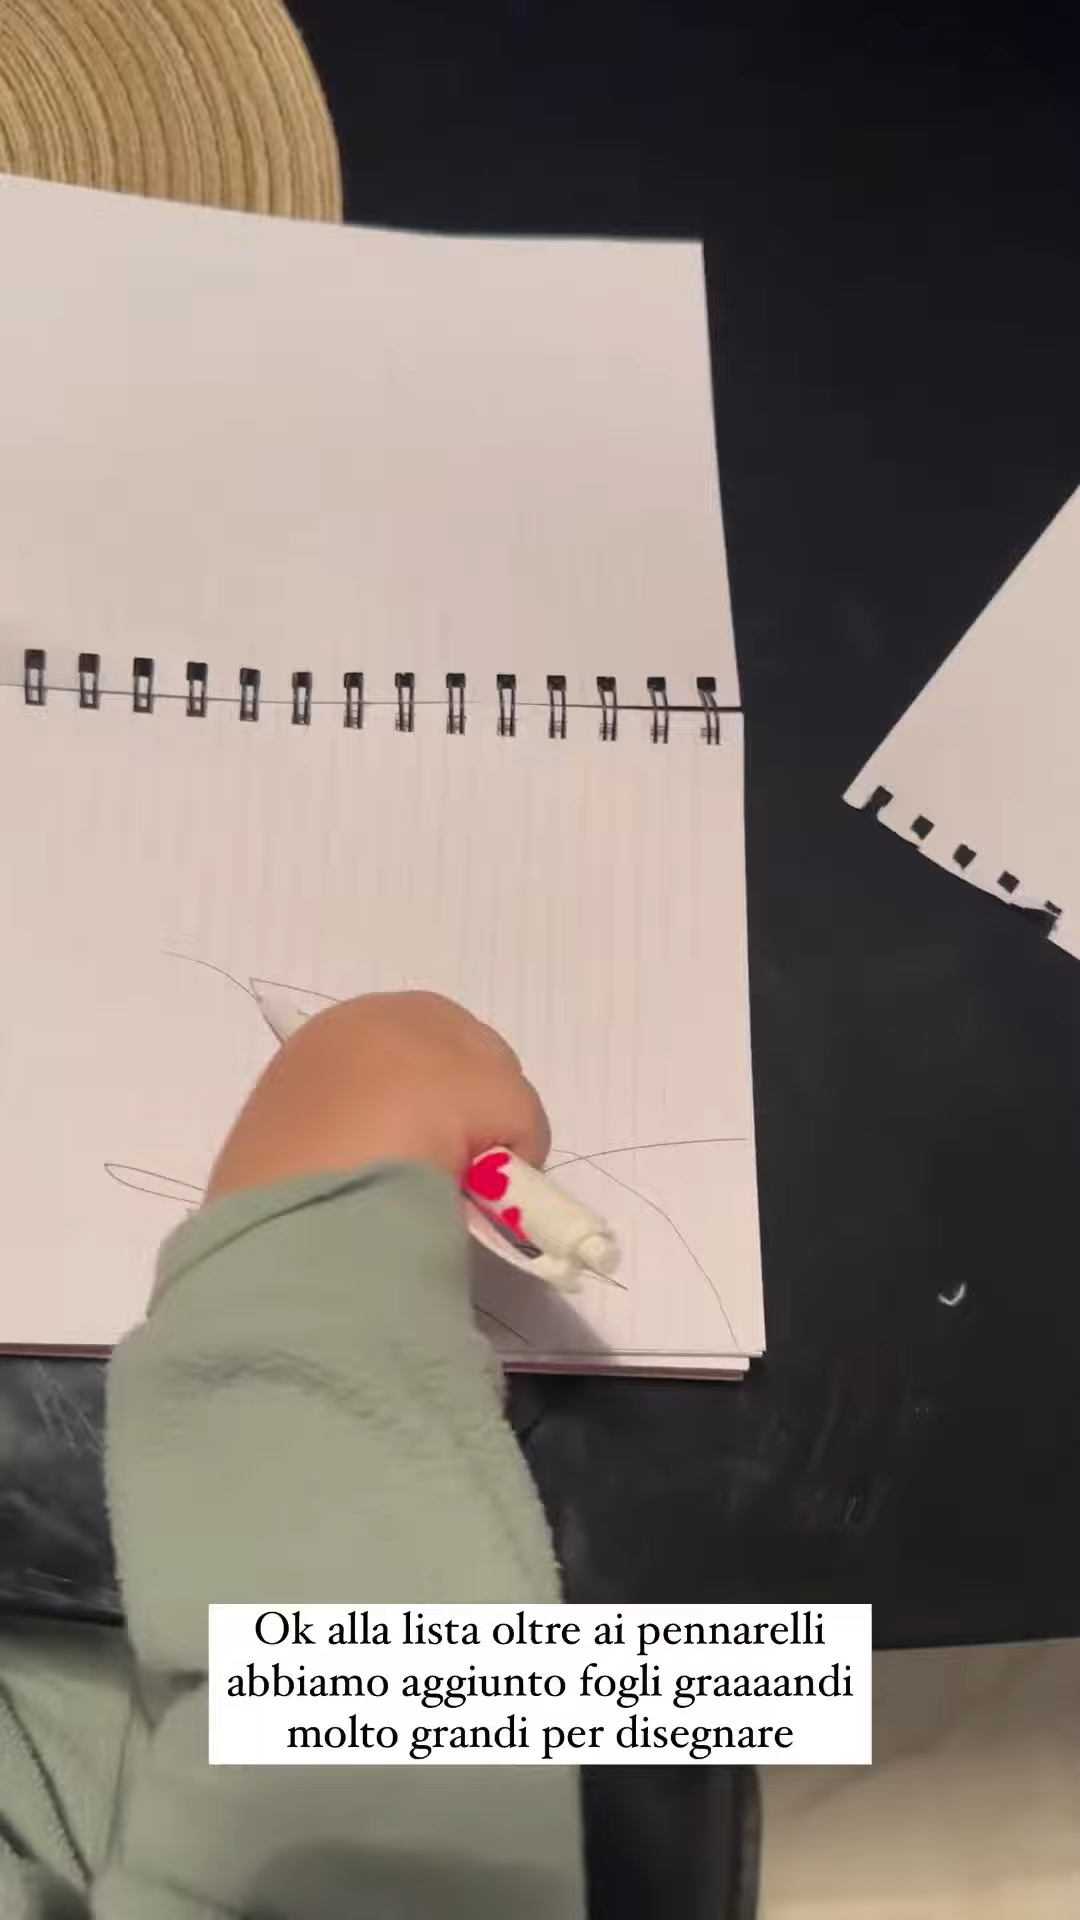 Ok alla lista oltre ai pennarelli
abbiamo aggiunto fogli graaaandi
molto grandi per disegnare